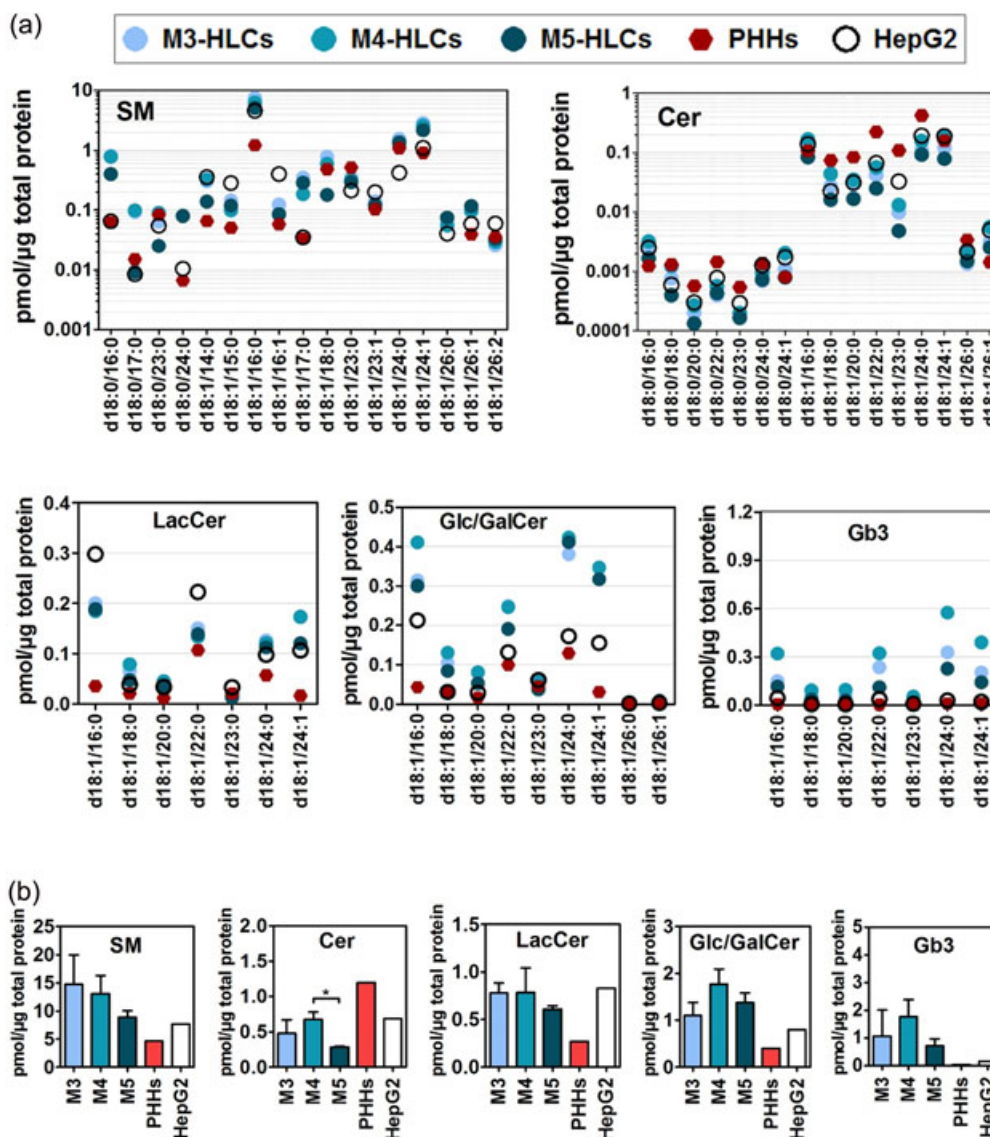 (a)
M3-HLCs M4-HLCs M5-HLCs PHHs HepG2
SM
pmol/µg total protein
10
1
0.1
0.01
0.001
d18:0/16:0
d18:0/17:0
d18:0/23:0
d18:0/24:0
d18:1/14:0
d18:1/15:0
d18:1/16:0
d18:1/16:1
d18:1/17:0
d18:1/18:0
d18:1/23:0
d18:1/23:1
d18:1/24:0
d18:1/24:1
d18:1/26:0
d18:1/26:1
d18:1/26:2
Cer
pmol/µg total protein
1
0.1
0.01
0.001
0.0001
d18:0/16:0
d18:0/18:0
d18:0/20:0
d18:0/22:0
d18:0/23:0
d18:0/24:0
d18:0/24:1
d18:1/16:0
d18:1/18:0
d18:1/20:0
d18:1/22:0
d18:1/23:0
d18:1/24:0
d18:1/24:1
d18:1/26:0
d18:1/26:1
LacCer
pmol/µg total protein
0.4
0.3
0.2
0.1
0.0
d18:1/16:0
d18:1/18:0
d18:1/20:0
d18:1/22:0
d18:1/23:0
d18:1/24:0
d18:1/24:1
Glc/GalCer
pmol/µg total protein
0.5
0.4
0.3
0.2
0.1
0.0
d18:1/16:0
d18:1/18:0
d18:1/20:0
d18:1/22:0
d18:1/23:0
d18:1/24:0
d18:1/24:1
d18:1/26:0
d18:1/26:1
Gb3
pmol/µg total protein
1.2
0.9
0.6
0.3
0.0
d18:1/16:0
d18:1/18:0
d18:1/20:0
d18:1/22:0
d18:1/23:0
d18:1/24:0
d18:1/24:1
(b)
SM
pmol/µg total protein
25
20
15
10
5
0
M3
M4
M5
PHHs
HepG2
Cer
pmol/µg total protein
2.0
1.5
1.0
0.5
0.0
*
M3
M4
M5
PHHs
HepG2
LacCer
pmol/µg total protein
1.5
1.0
0.5
0.0
M3
M4
M5
PHHs
HepG2
Glc/GalCer
pmol/µg total protein
3
2
1
0
M3
M4
M5
PHHs
HepG2
Gb3
pmol/µg total protein
5
4
3
2
1
0
M3
M4
M5
PHHs
HepG2